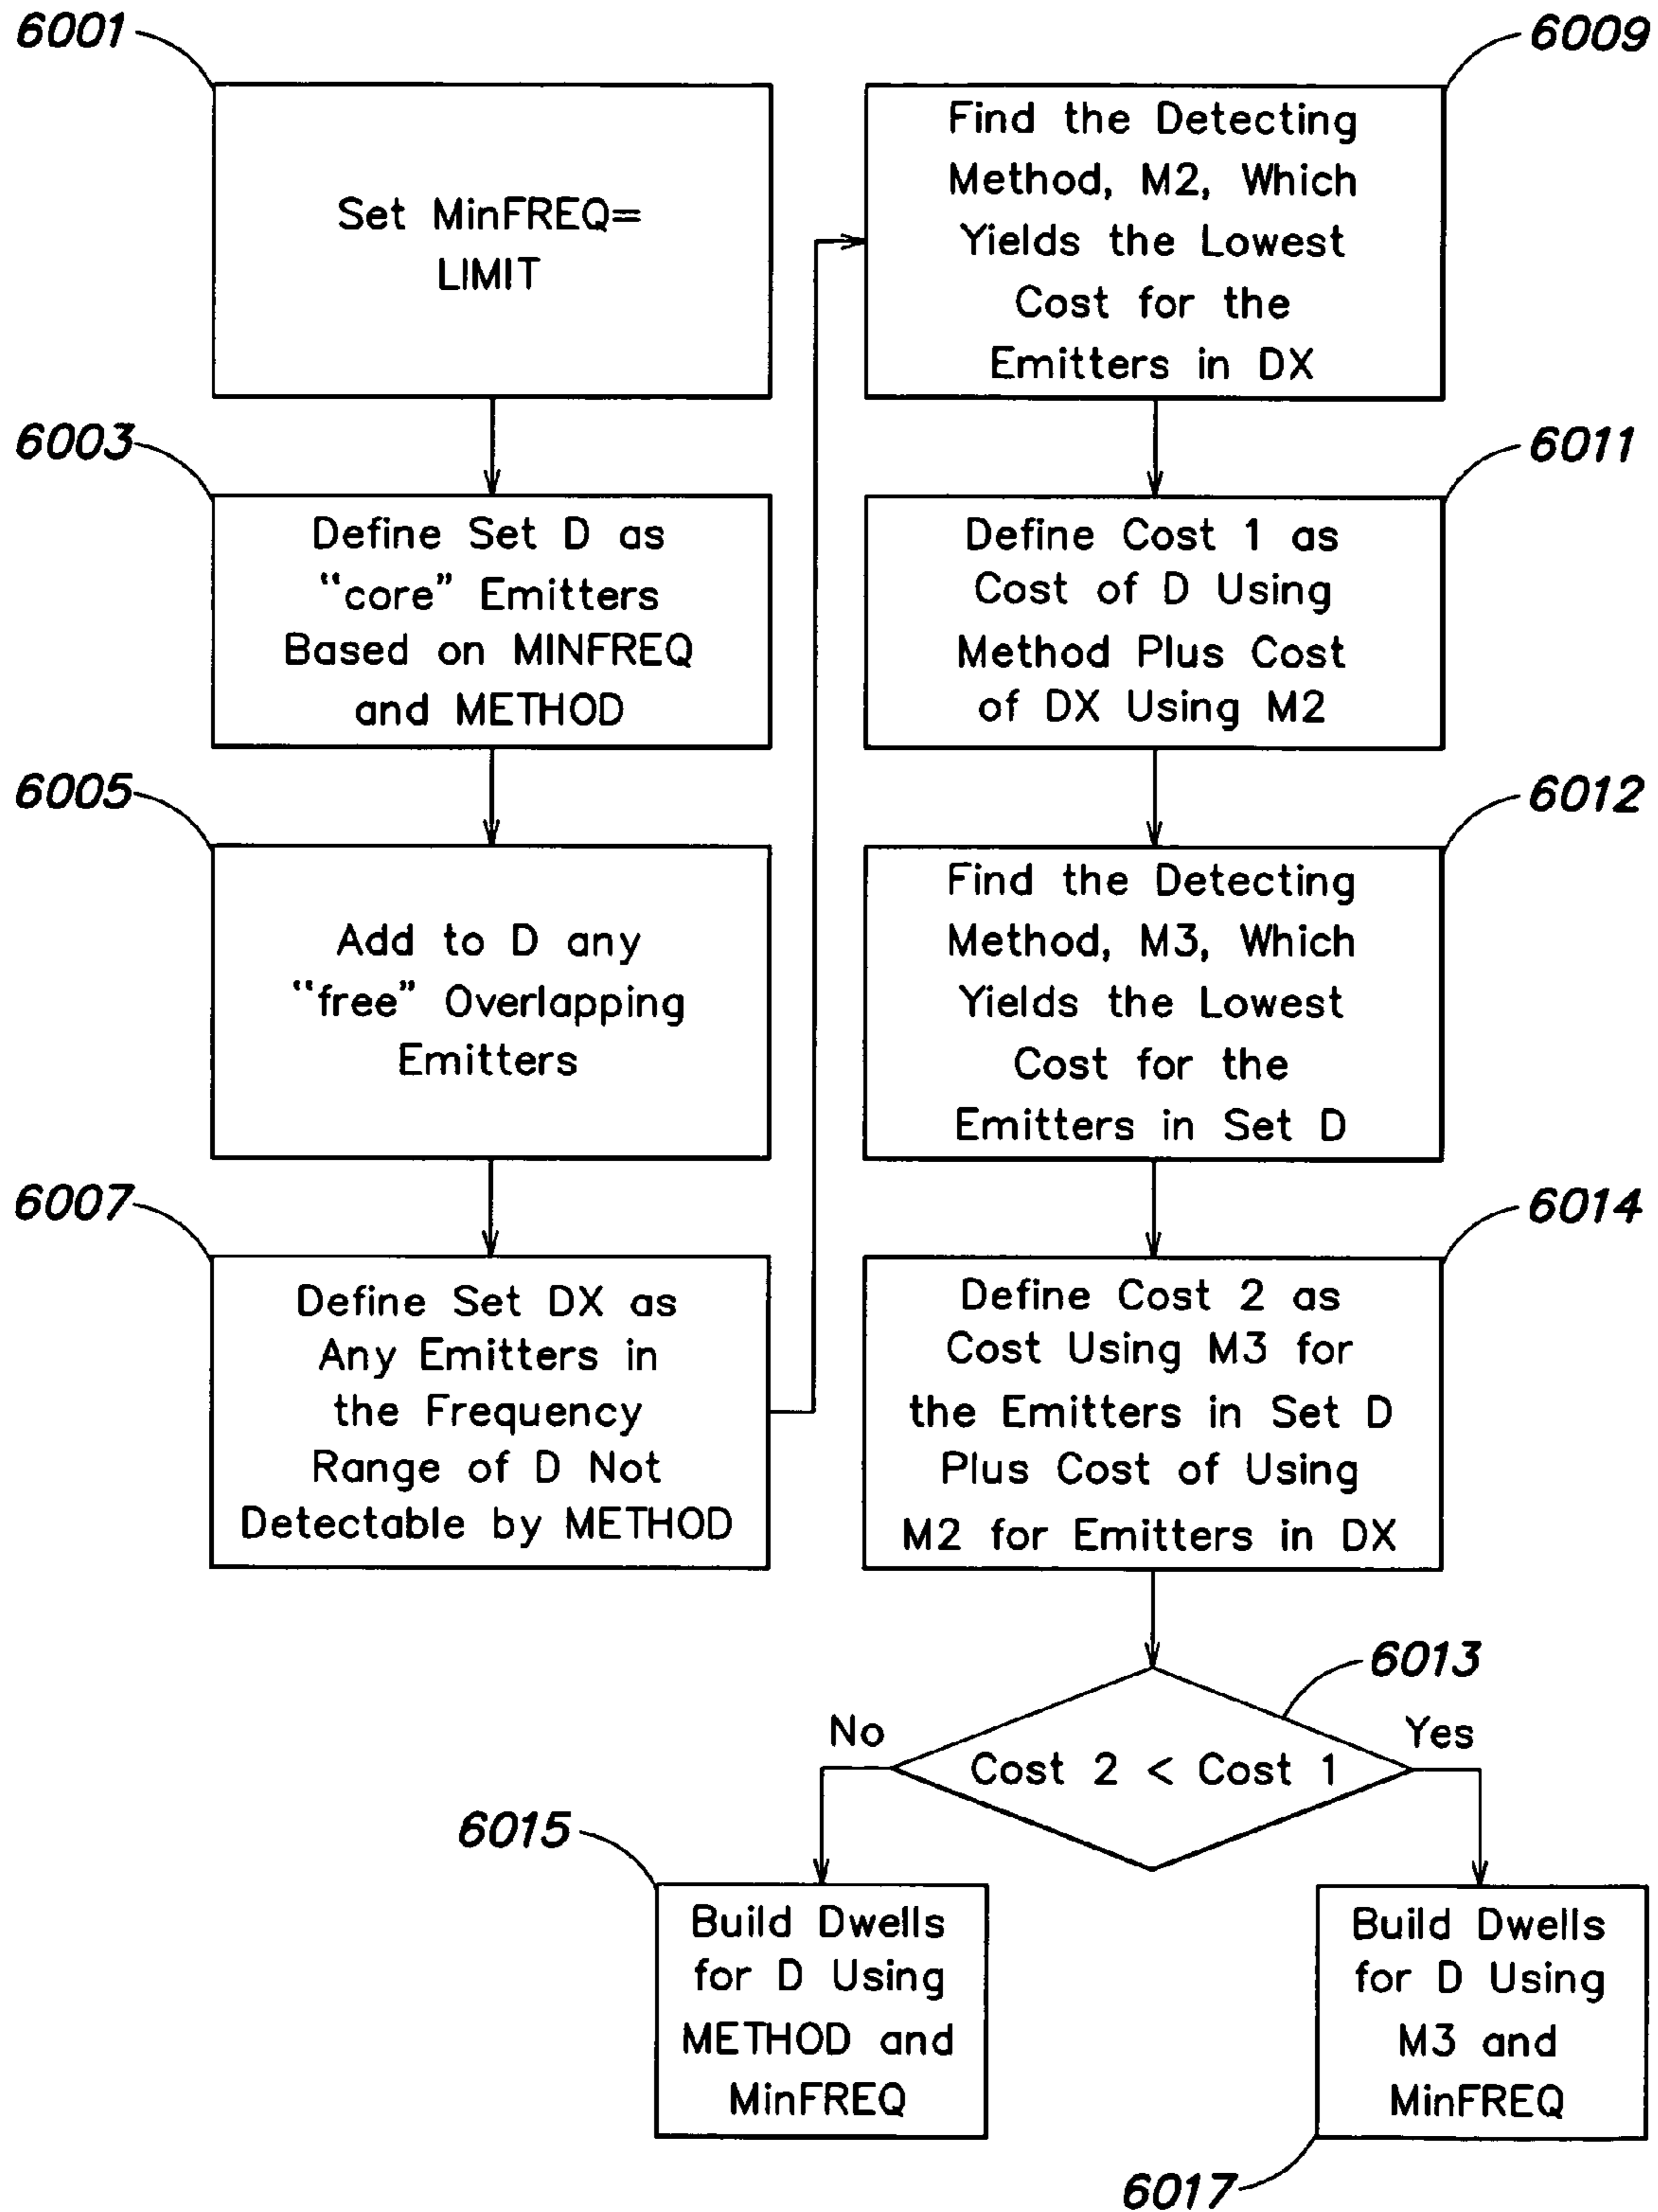 6001
Set MinFREQ=
LIMIT
6003
Define Set D as
“core” Emitters
Based on MINFREQ
and METHOD
6005
Add to D any
“free” Overlapping
Emitters
6007
Define Set DX as
Any Emitters in
the Frequency
Range of D Not
Detectable by METHOD
6009
Find the Detecting
Method, M2, Which
Yields the Lowest
Cost for the
Emitters in DX
6011
Define Cost 1 as
Cost of D Using
Method Plus Cost
of DX Using M2
6012
Find the Detecting
Method, M3, Which
Yields the Lowest
Cost for the
Emitters in Set D
6014
Define Cost 2 as
Cost Using M3 for
the Emitters in Set D
Plus Cost of Using
M2 for Emitters in DX
6013
No
Cost 2 < Cost 1
Yes
6015
Build Dwells
for D Using
METHOD and
MinFREQ
Build Dwells
for D Using
M3 and
MinFREQ
6017